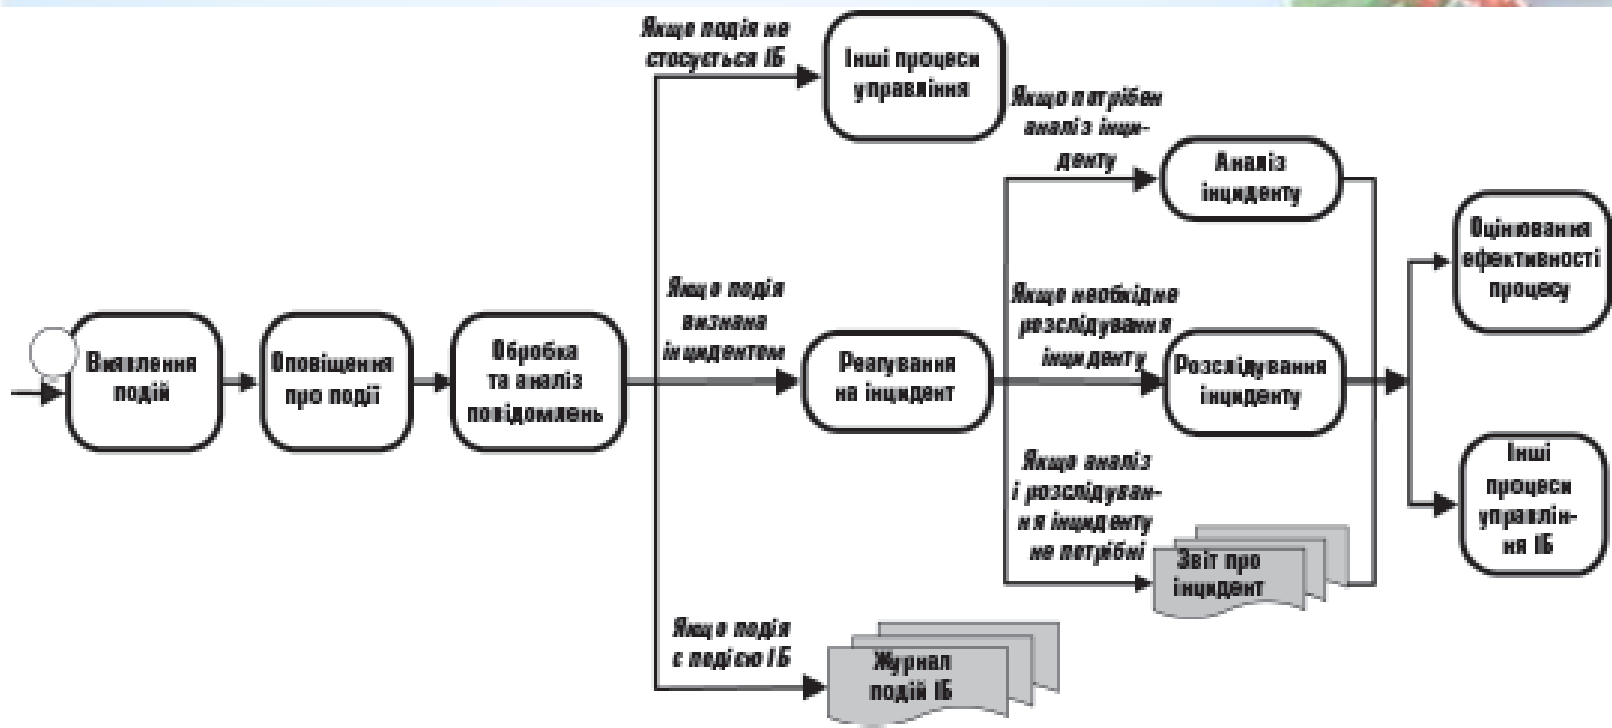 Якщо подія не
стосується ІБ
Інші процеси
управління
Якщо потрібен
аналіз інци-
денту
Аналіз
інциденту
Оцінювання
ефективності
процесу
Якщо подія
визнана
інцидентом
Якщо необхідне
розслідування
інциденту
Виявлення
подій
Оповіщення
про події
Обробка
та аналіз
повідомлень
Реагування
на інцидент
Розслідування
інциденту
Якщо аналіз
і розслідуван-
ня інциденту
не потрібні
Інші
процеси
управлін-
ня ІБ
Звіт про
інцидент
Якщо подія
є подією ІБ
Журнал
подій ІБ